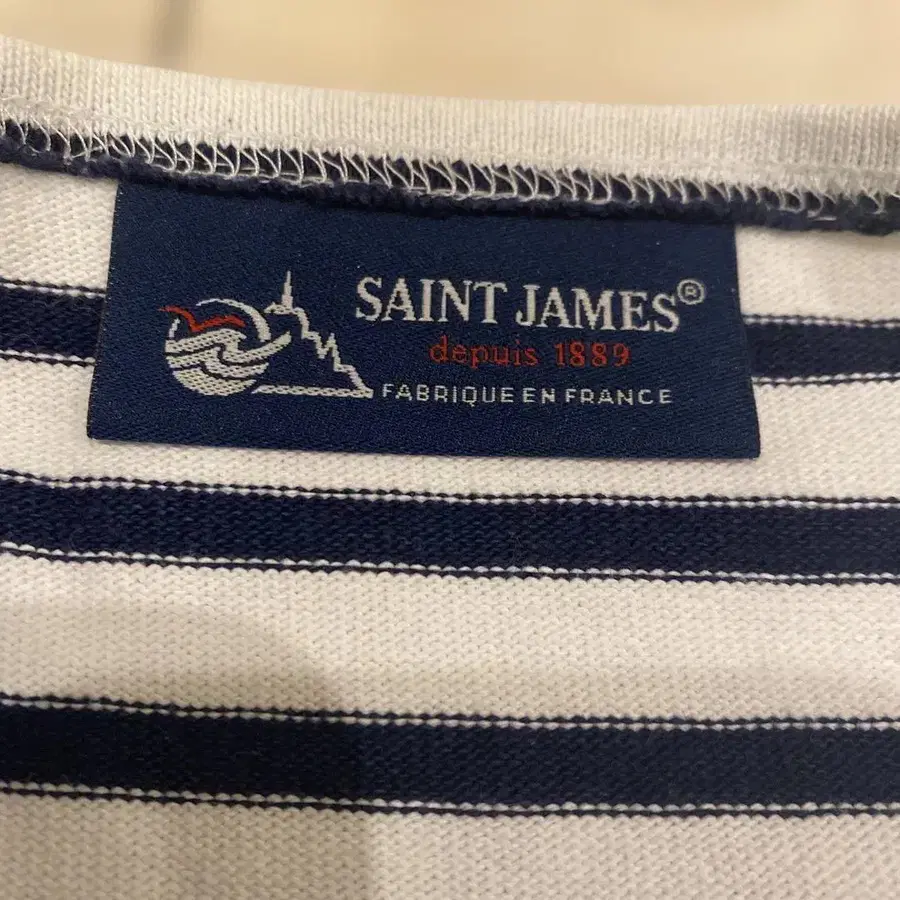 SAINT JAMES®
depuis 1889
FABRIQUE EN FRANCE